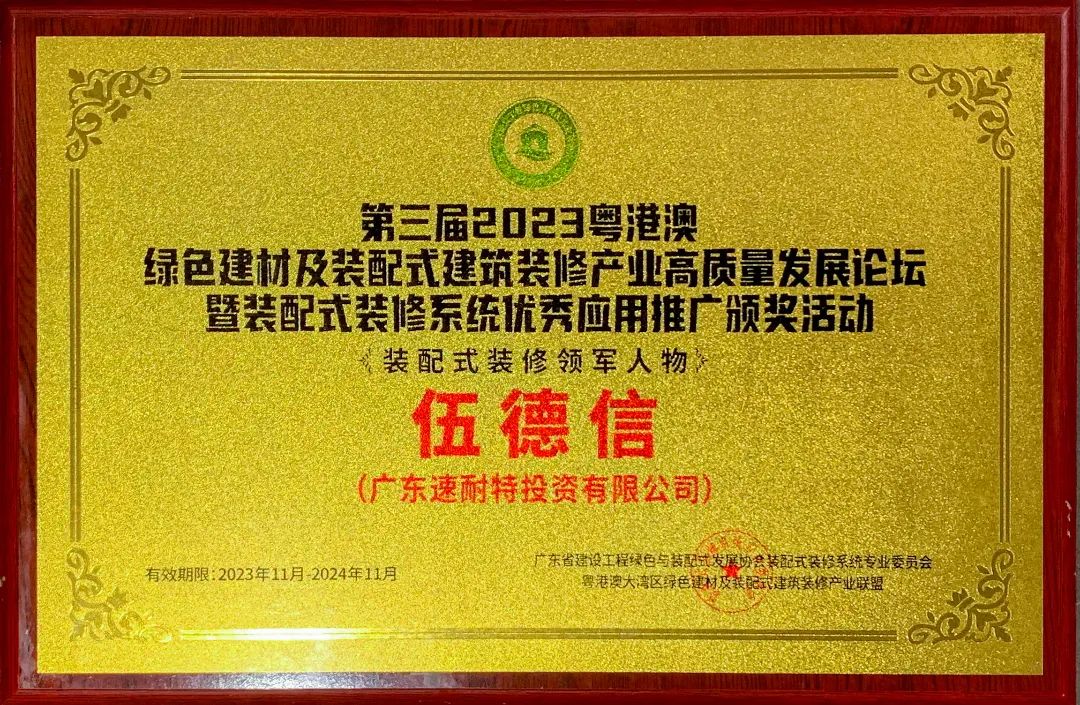 第三届2023粤港澳
绿色建材及装配式建筑装修产业高质量发展论坛
暨装配式装修系统优秀应用推广颁奖活动
装配式装修领军人物
伍德信
（广东速耐特投资有限公司）
有效期限：2023年11月-2024年11月
广东省建设工程绿色与装配式发展协会装配式装修系统专业委员会
粤港澳大湾区绿色建材及装配式建筑装修产业联盟